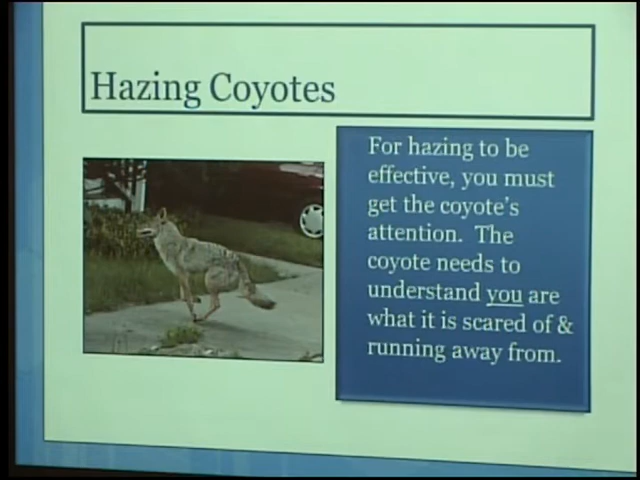 Hazing Coyotes
For hazing to be
effective, you must
get the coyote's
attention. The
coyote needs to
understand you are
what it is scared of &
running away from.